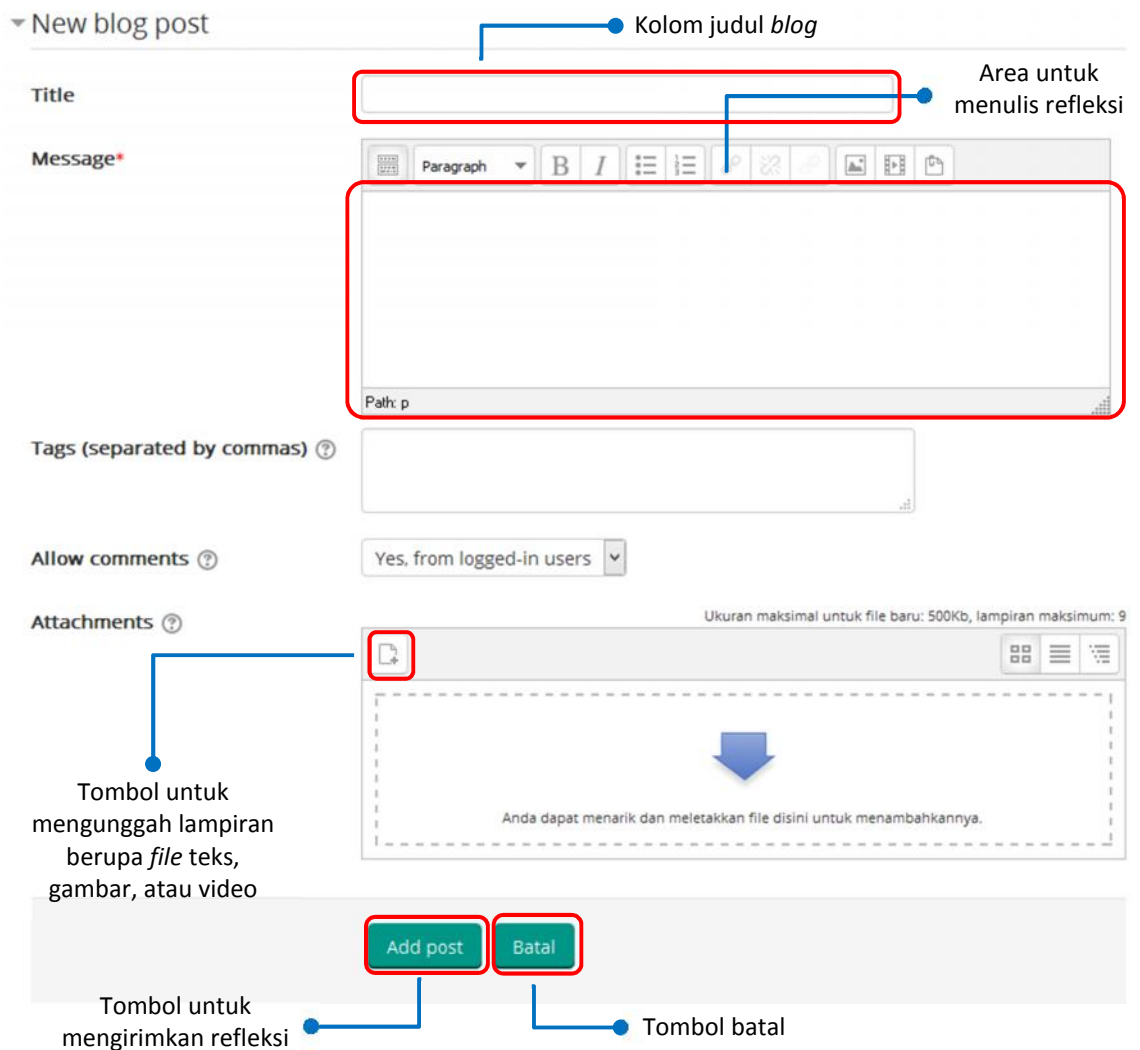 New blog post
Kolom judul blog
Title
Area untuk
menulis refleksi
Message*
Paragraph
B I
Path: p
Tags (separated by commas)
Allow comments
Yes, from logged-in users
Attachments
Ukuran maksimal untuk file baru: 500Kb, lampiran maksimum: 9
Anda dapat menarik dan meletakkan file disini untuk menambahkannya.
Tombol untuk
mengunggah lampiran
berupa file teks,
gambar, atau video
Add post
Batal
Tombol untuk
mengirimkan refleksi
Tombol batal